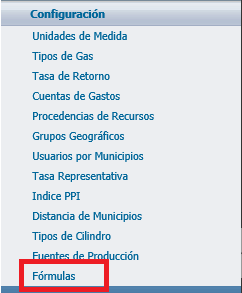 Configuración
Unidades de Medida
Tipos de Gas
Tasa de Retorno
Cuentas de Gastos
Procedencias de Recursos
Grupos Geográficos
Usuarios por Municipios
Tasa Representativa
Indice PPI
Distancia de Municipios
Tipos de Cilindro
Fuentes de Producción
Fórmulas